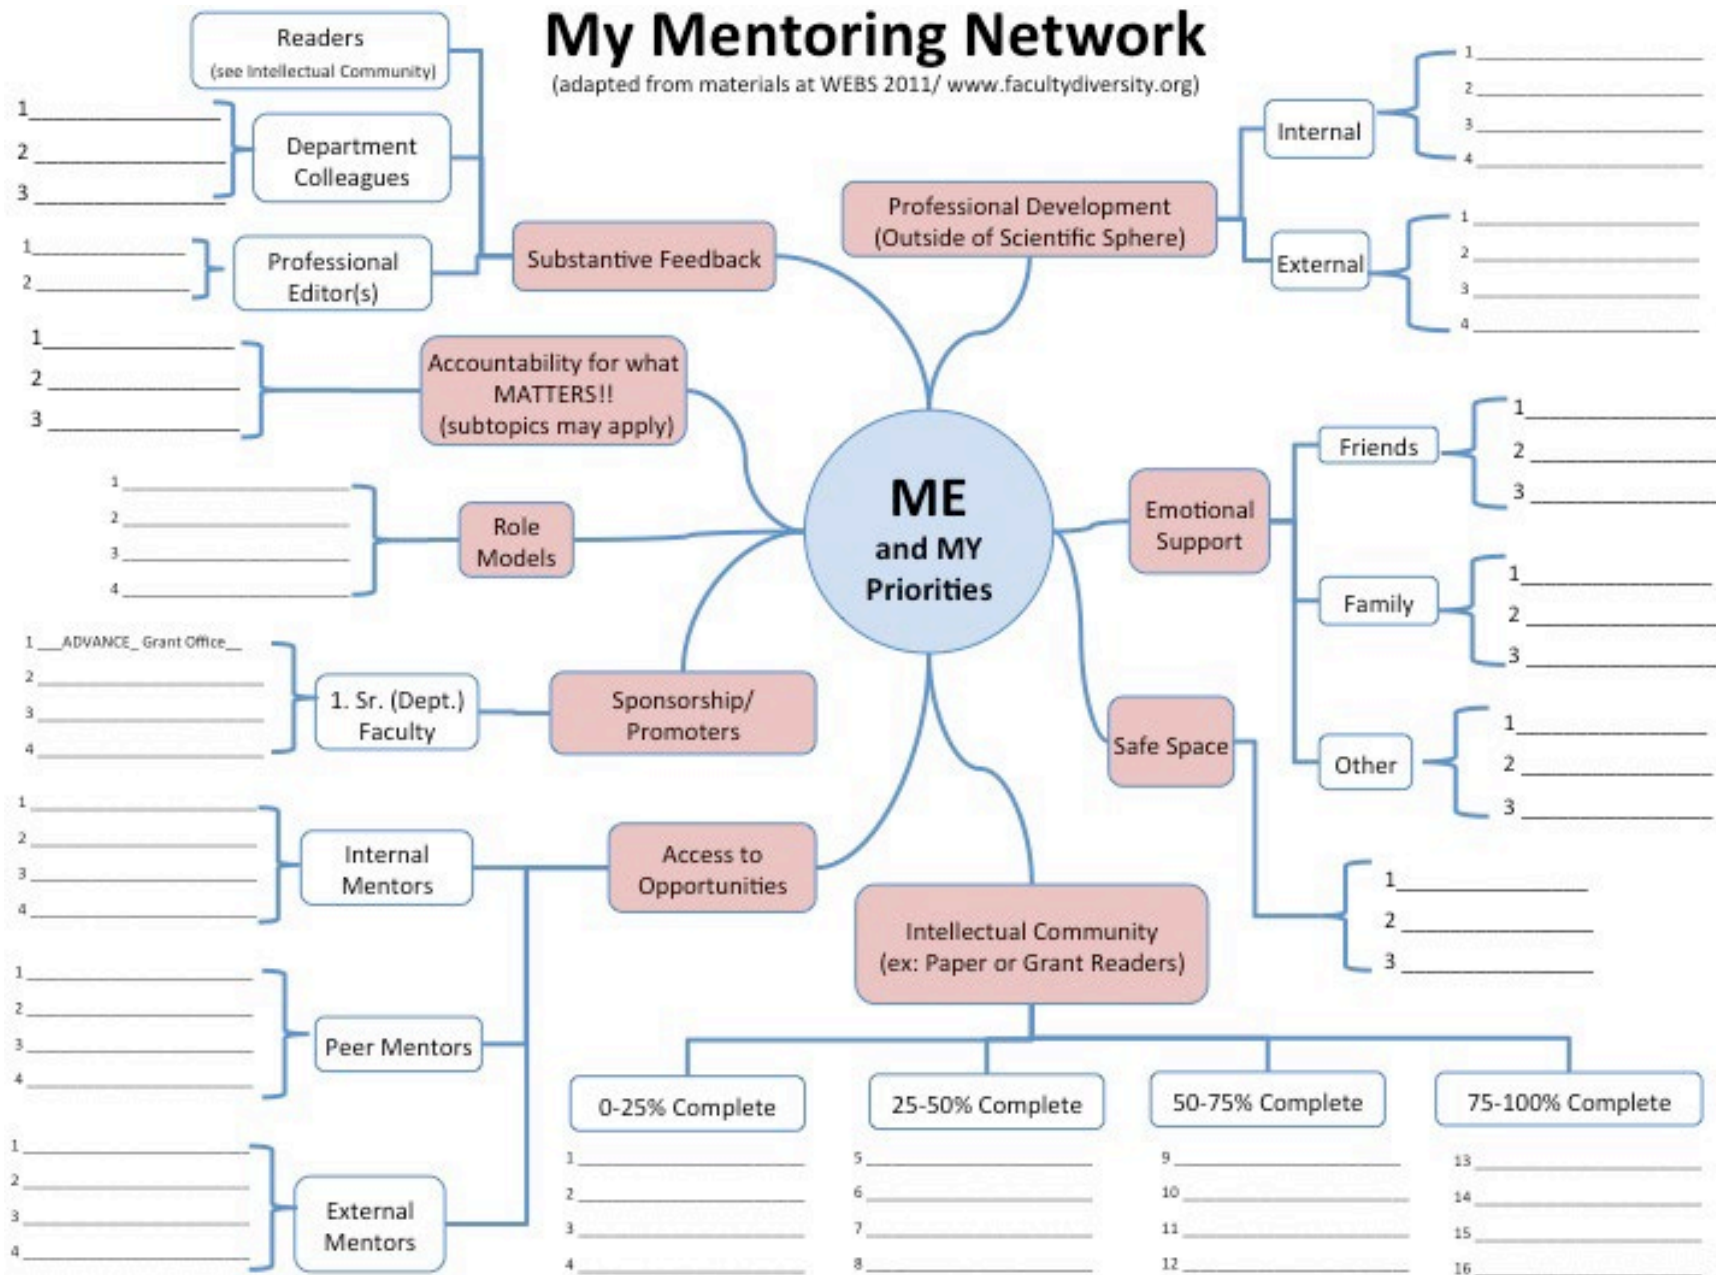 My Mentoring Network
(adapted from materials at WEBS 2011/ www.facultydiversity.org)
Readers
(see Intellectual Community)
1
2
3
Department
Colleagues
1
2
Professional
Editor(s)
Substantive Feedback
1
2
3
Accountability for what
MATTERS!!
(subtopics may apply)
1
2
3
4
Role
Models
1 ___ADVANCE_ Grant Office__
2
3
4
1. Sr. (Dept.)
Faculty
Sponsorship/
Promoters
1
2
3
4
Internal
Mentors
Access to
Opportunities
1
2
3
4
Peer Mentors
1
2
3
4
External
Mentors
ME
and MY
Priorities
Professional Development
(Outside of Scientific Sphere)
Internal
1
2
3
4
External
1
2
3
4
Emotional
Support
Friends
1
2
3
Family
1
2
3
Other
1
2
3
Safe Space
1
2
3
Intellectual Community
(ex: Paper or Grant Readers)
0-25% Complete
1
2
3
4
25-50% Complete
5
6
7
8
50-75% Complete
9
10
11
12
75-100% Complete
13
14
15
16